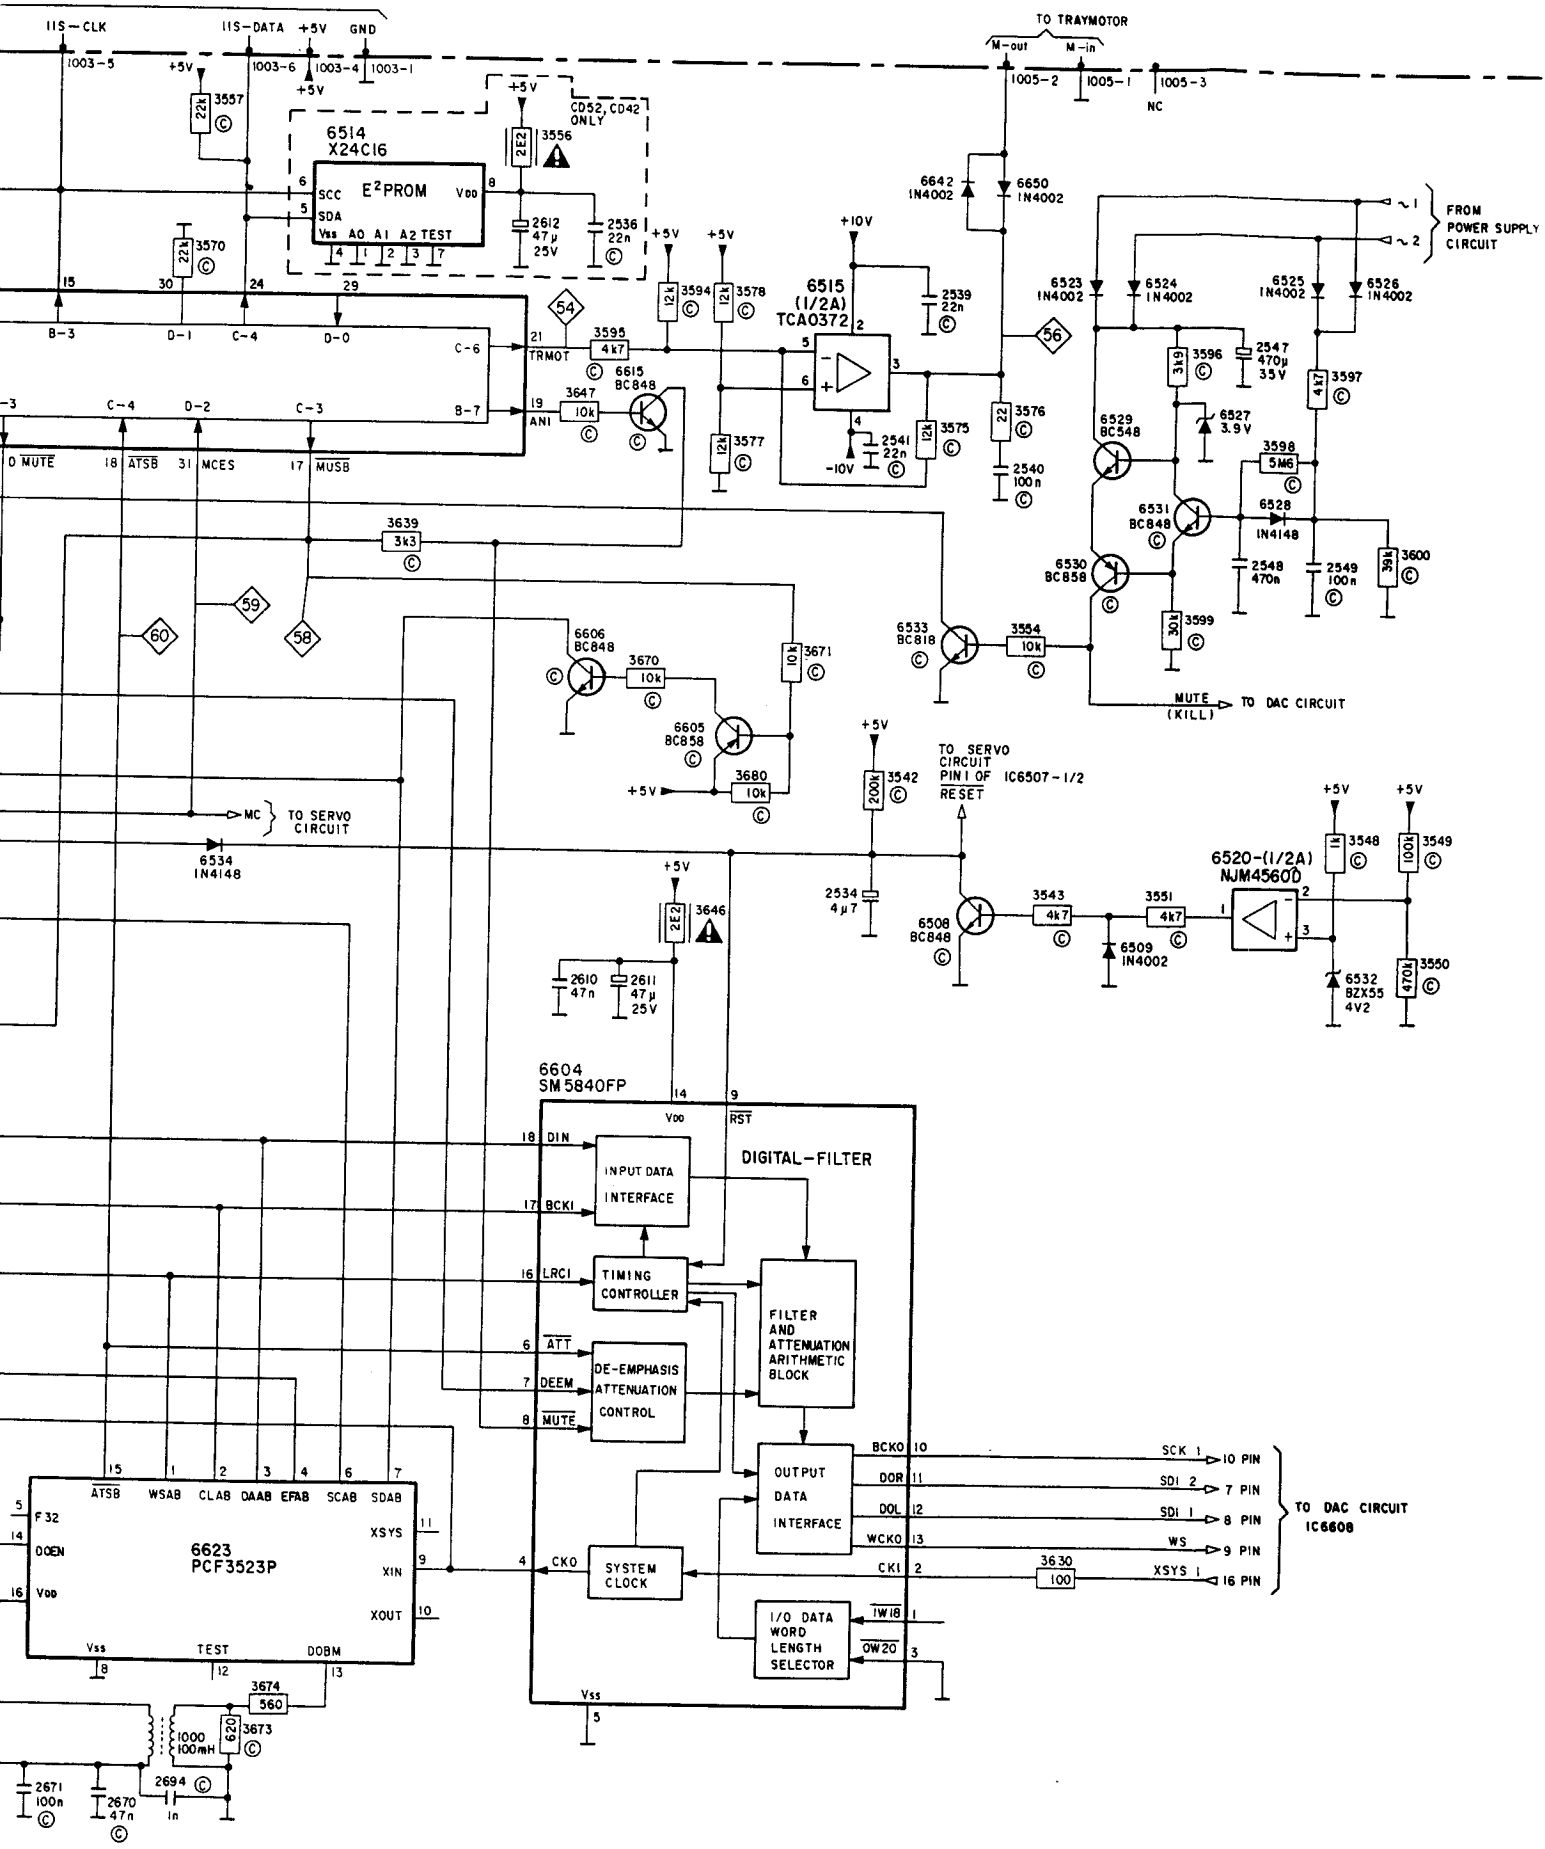 IIS-CLK
IIS-DATA
+5V
GND
1003-5
1003-6
1003-4
1003-1
+5V
+5V
3557
22k
©
TO TRAYMOTOR
M-out
M-in
1005-2
1005-1
1005-3
NC
CD52, CD42
ONLY
6514
X24C16
+5V
3556
2E2
6
SCC
E²PROM
VDD
8
5
SDA
Vss A0 A1 A2 TEST
4
1
2
3
7
2612
47µ
25V
2536
22n
©
3570
22k
©
15
30
24
29
B-3
D-1
C-4
D-0
C-6
21
TRMOT
54
B-7
19
ANI
-3
C-4
D-2
C-3
D MUTE
18
ATSB
31
MCES
17
MUSB
3595
4k7
©
+5V
3594
12k
©
+5V
3578
12k
©
6615
BC848
©
3647
10k
©
3577
12k
©
+10V
6515
(1/2A)
TCA0372
2
5
-
6
+
3
4
-10V
2539
22n
©
2541
22n
©
3575
12k
©
6642
1N4002
6650
1N4002
56
3576
22
©
2540
100n
©
~1
~2
FROM
POWER SUPPLY
CIRCUIT
6523
1N4002
6524
1N4002
6525
1N4002
6526
1N4002
3596
3k9
©
2547
470µ
35V
3597
4k7
©
6527
3.9V
6529
BC548
3598
5M6
©
6531
BC848
©
6528
1N4148
6530
BC858
©
2548
470n
2549
100n
©
3600
39k
©
3599
30k
©
6533
BC818
©
3554
10k
©
MUTE
(KILL)
TO DAC CIRCUIT
3639
3k3
©
59
60
58
6606
BC848
©
3670
10k
©
3671
10k
©
6605
BC858
©
3680
10k
©
+5V
MC
TO SERVO
CIRCUIT
6534
1N4148
+5V
3542
200k
©
TO SERVO
CIRCUIT
PIN 1 OF IC6507-1/2
RESET
2534
4µ7
6508
BC848
©
3543
4k7
©
3551
4k7
©
6509
1N4002
6520-(1/2A)
NJM4560D
1
2
-
3
+
+5V
3548
1k
©
+5V
3549
100k
©
3550
470k
©
6532
BZX55
4V2
+5V
3646
2E2
2610
47n
2611
47µ
25V
6604
SM5840FP
14
VDD
9
RST
DIGITAL-FILTER
18
DIN
INPUT DATA
INTERFACE
17
BCKI
16
LRCI
TIMING
CONTROLLER
FILTER
AND
ATTENUATION
ARITHMETIC
BLOCK
6
ATT
7
DEEM
8
MUTE
DE-EMPHASIS
ATTENUATION
CONTROL
OUTPUT
DATA
INTERFACE
BCKO
10
SCK 1
10 PIN
DOR
11
SDI 2
7 PIN
DOL
12
SDI 1
8 PIN
WCKO
13
WS
9 PIN
CKI
2
3630
100
XSYS 1
16 PIN
TO DAC CIRCUIT
IC6608
4
CKO
SYSTEM
CLOCK
I/O DATA
WORD
LENGTH
SELECTOR
IW18
1
OW20
3
Vss
5
15
1
2
3
4
6
7
ATSB
WSAB
CLAB
DAAB
EFAB
SCAB
SDAB
5
F32
14
DOEN
16
VDD
6623
PCF3523P
XSYS
11
XIN
9
XOUT
10
Vss
8
TEST
12
DOBM
13
3674
560
3673
620
©
1000
100mH
2671
100n
©
2670
47n
©
2694
©
1n